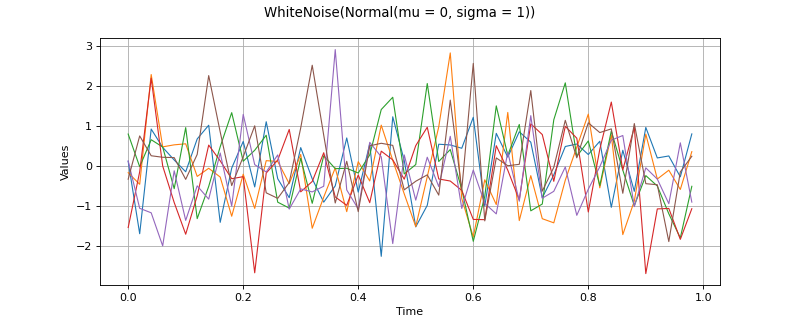 WhiteNoise(Normal(mu = 0, sigma = 1))
3
2
1
0
−1
−2
Values
0.0 0.2 0.4 0.6 0.8 1.0
Time